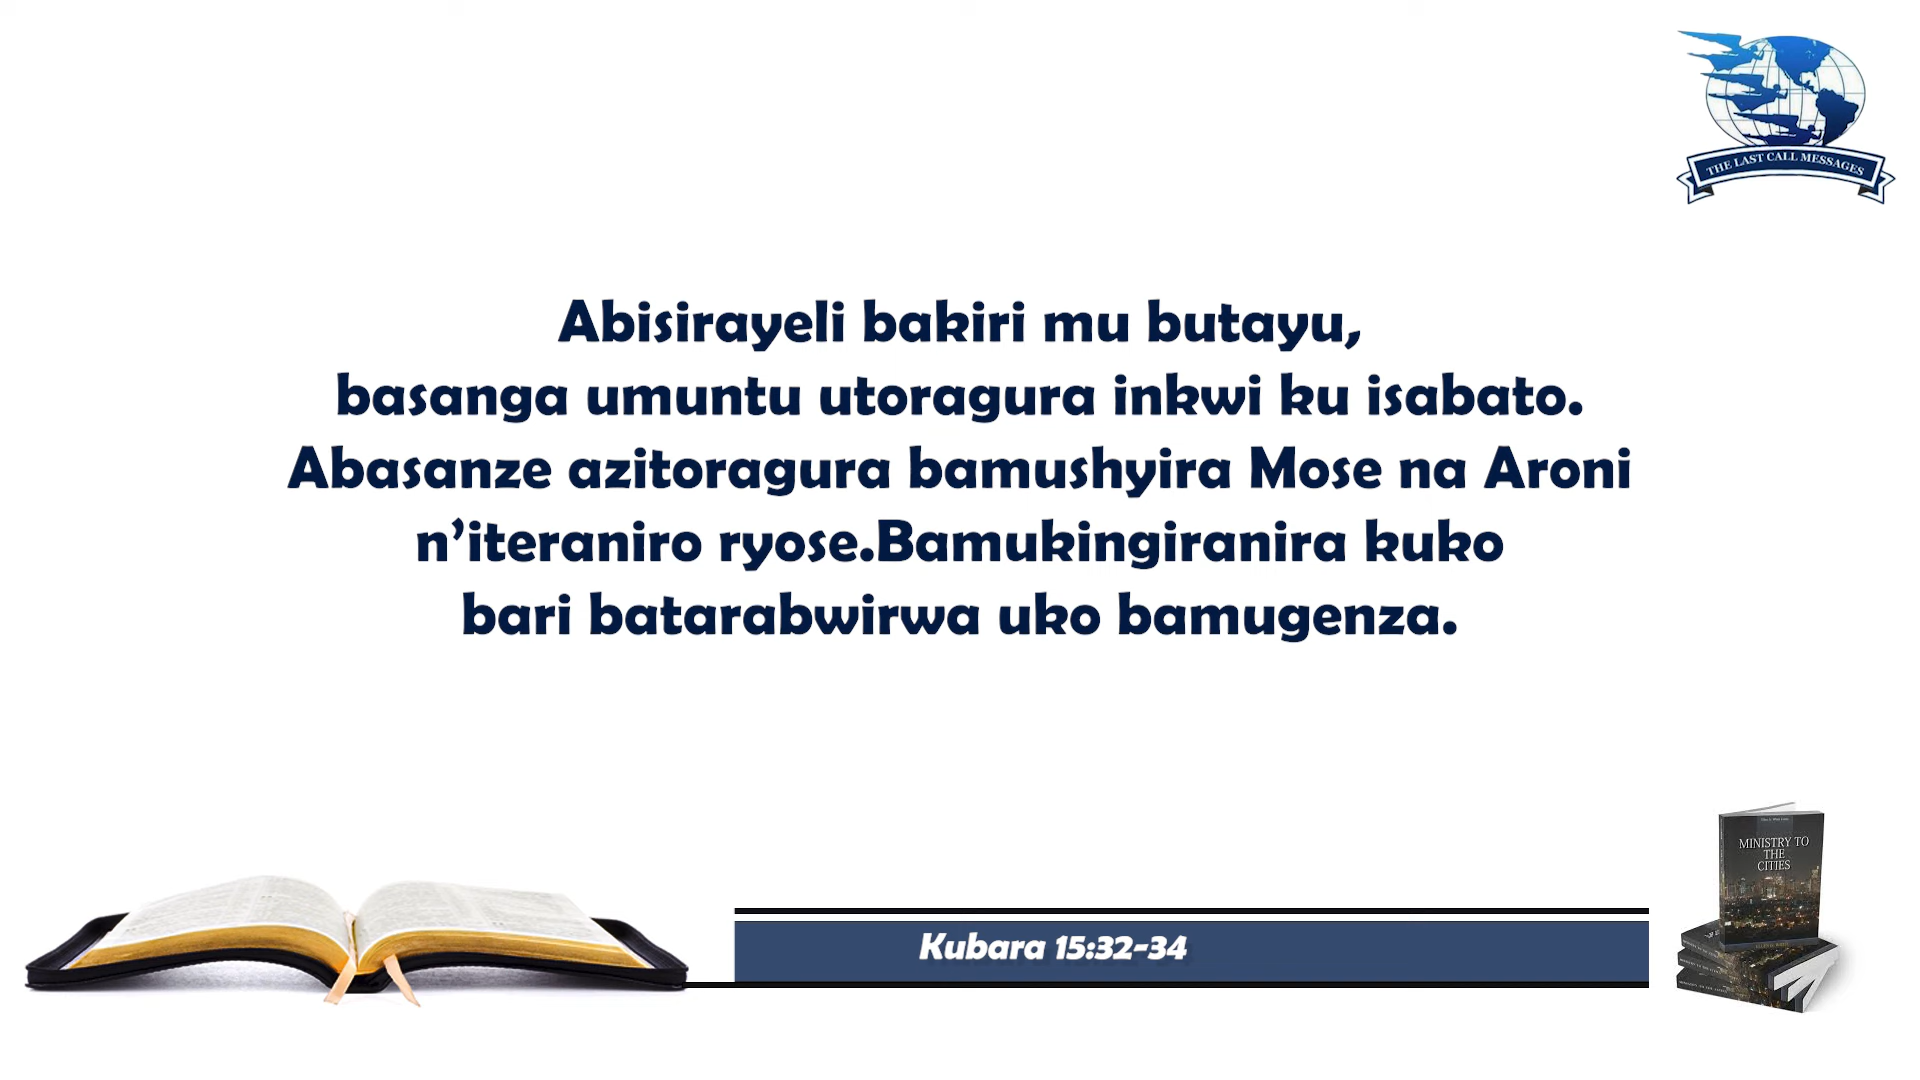 THE LAST CALL MESSAGES
Abisirayeli bakiri mu butayu,
basanga umuntu utoragura inkwi ku isabato.
Abasanze azitoragura bamushyira Mose na Aroni
n’iteraniro ryose.Bamukingiranira kuko
bari batarabwirwa uko bamugenza.
Kubara 15:32-34
MINISTRY TO
THE
CITIES